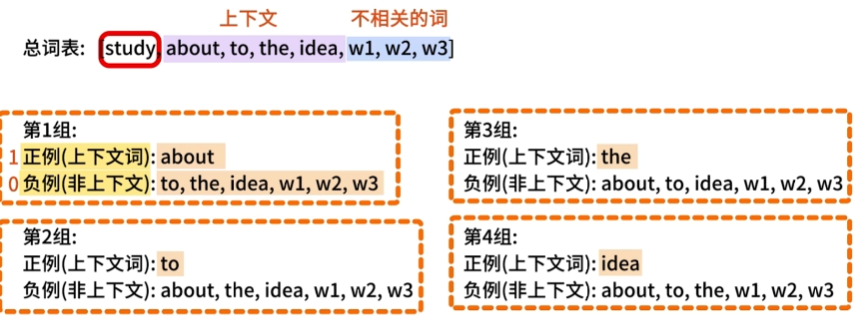 上下文 不相关的词
总词表: [study, about, to, the, idea, w1, w2, w3]
第1组:
1 正例(上下文词): about
0 负例(非上下文): to, the, idea, w1, w2, w3
第2组:
正例(上下文词): to
负例(非上下文): about, the, idea, w1, w2, w3
第3组:
正例(上下文词): the
负例(非上下文): about, to, idea, w1, w2, w3
第4组:
正例(上下文词): idea
负例(非上下文): about, to, the, w1, w2, w3